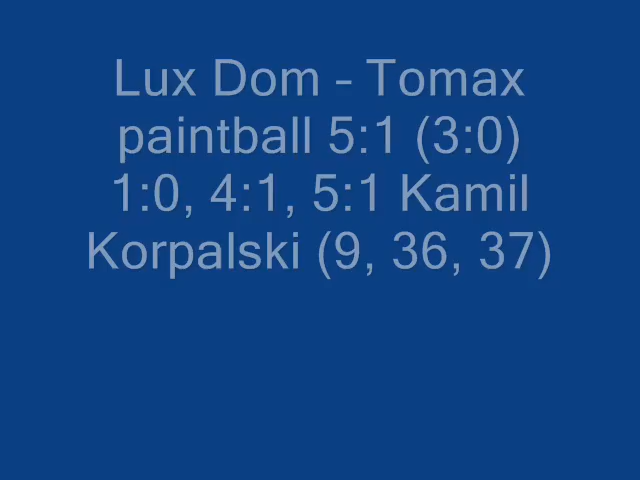 Lux Dom – Tomax
paintball 5:1 (3:0)
1:0, 4:1, 5:1 Kamil
Korpalski (9, 36, 37)